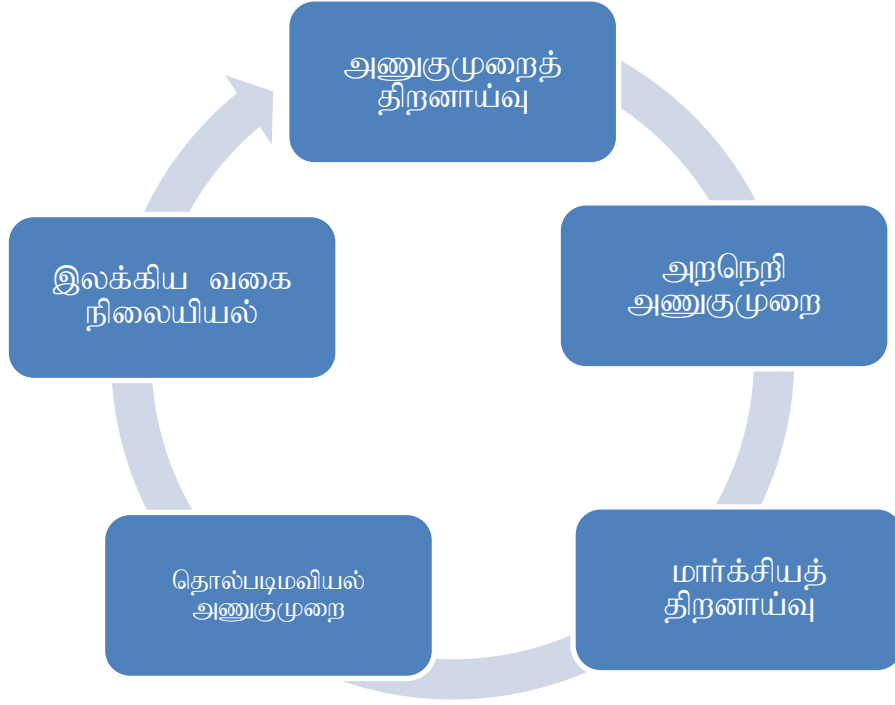 அணுகுமுறைத்
திறனாய்வு
அறநெறி
அணுகுமுறை
மார்க்சியத்
திறனாய்வு
தொல்படிமவியல்
அணுகுமுறை
இலக்கிய வகை
நிலையியல்